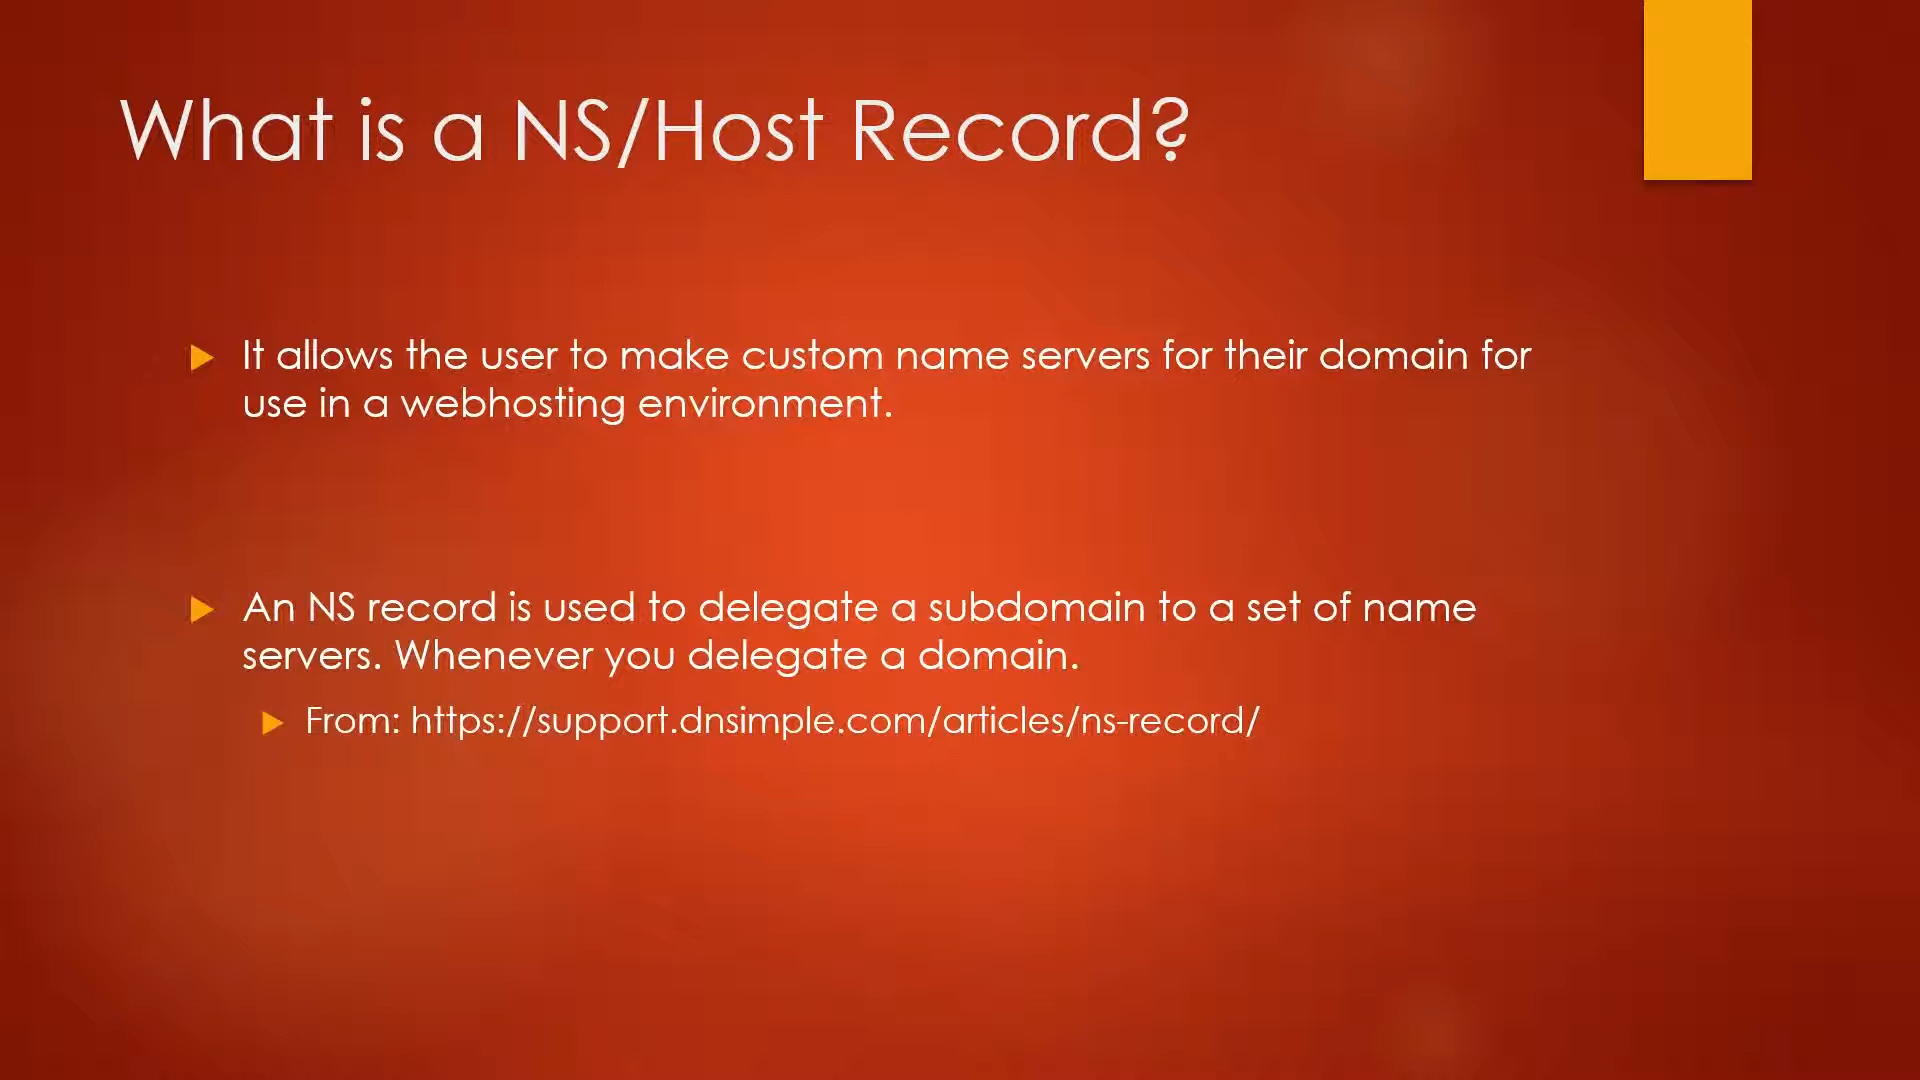 What is a NS/Host Record?
It allows the user to make custom name servers for their domain for
use in a webhosting environment.
An NS record is used to delegate a subdomain to a set of name
servers. Whenever you delegate a domain.
From: https://support.dnsimple.com/articles/ns-record/